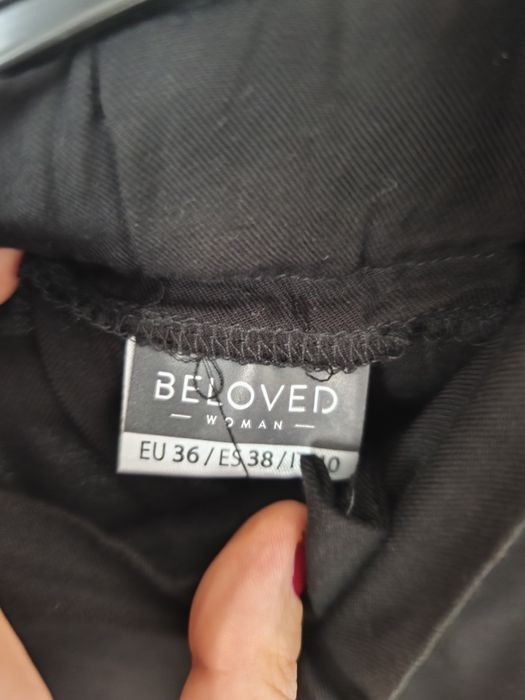 BELOVED
— WOMAN —
EU 36 / ES 38 /